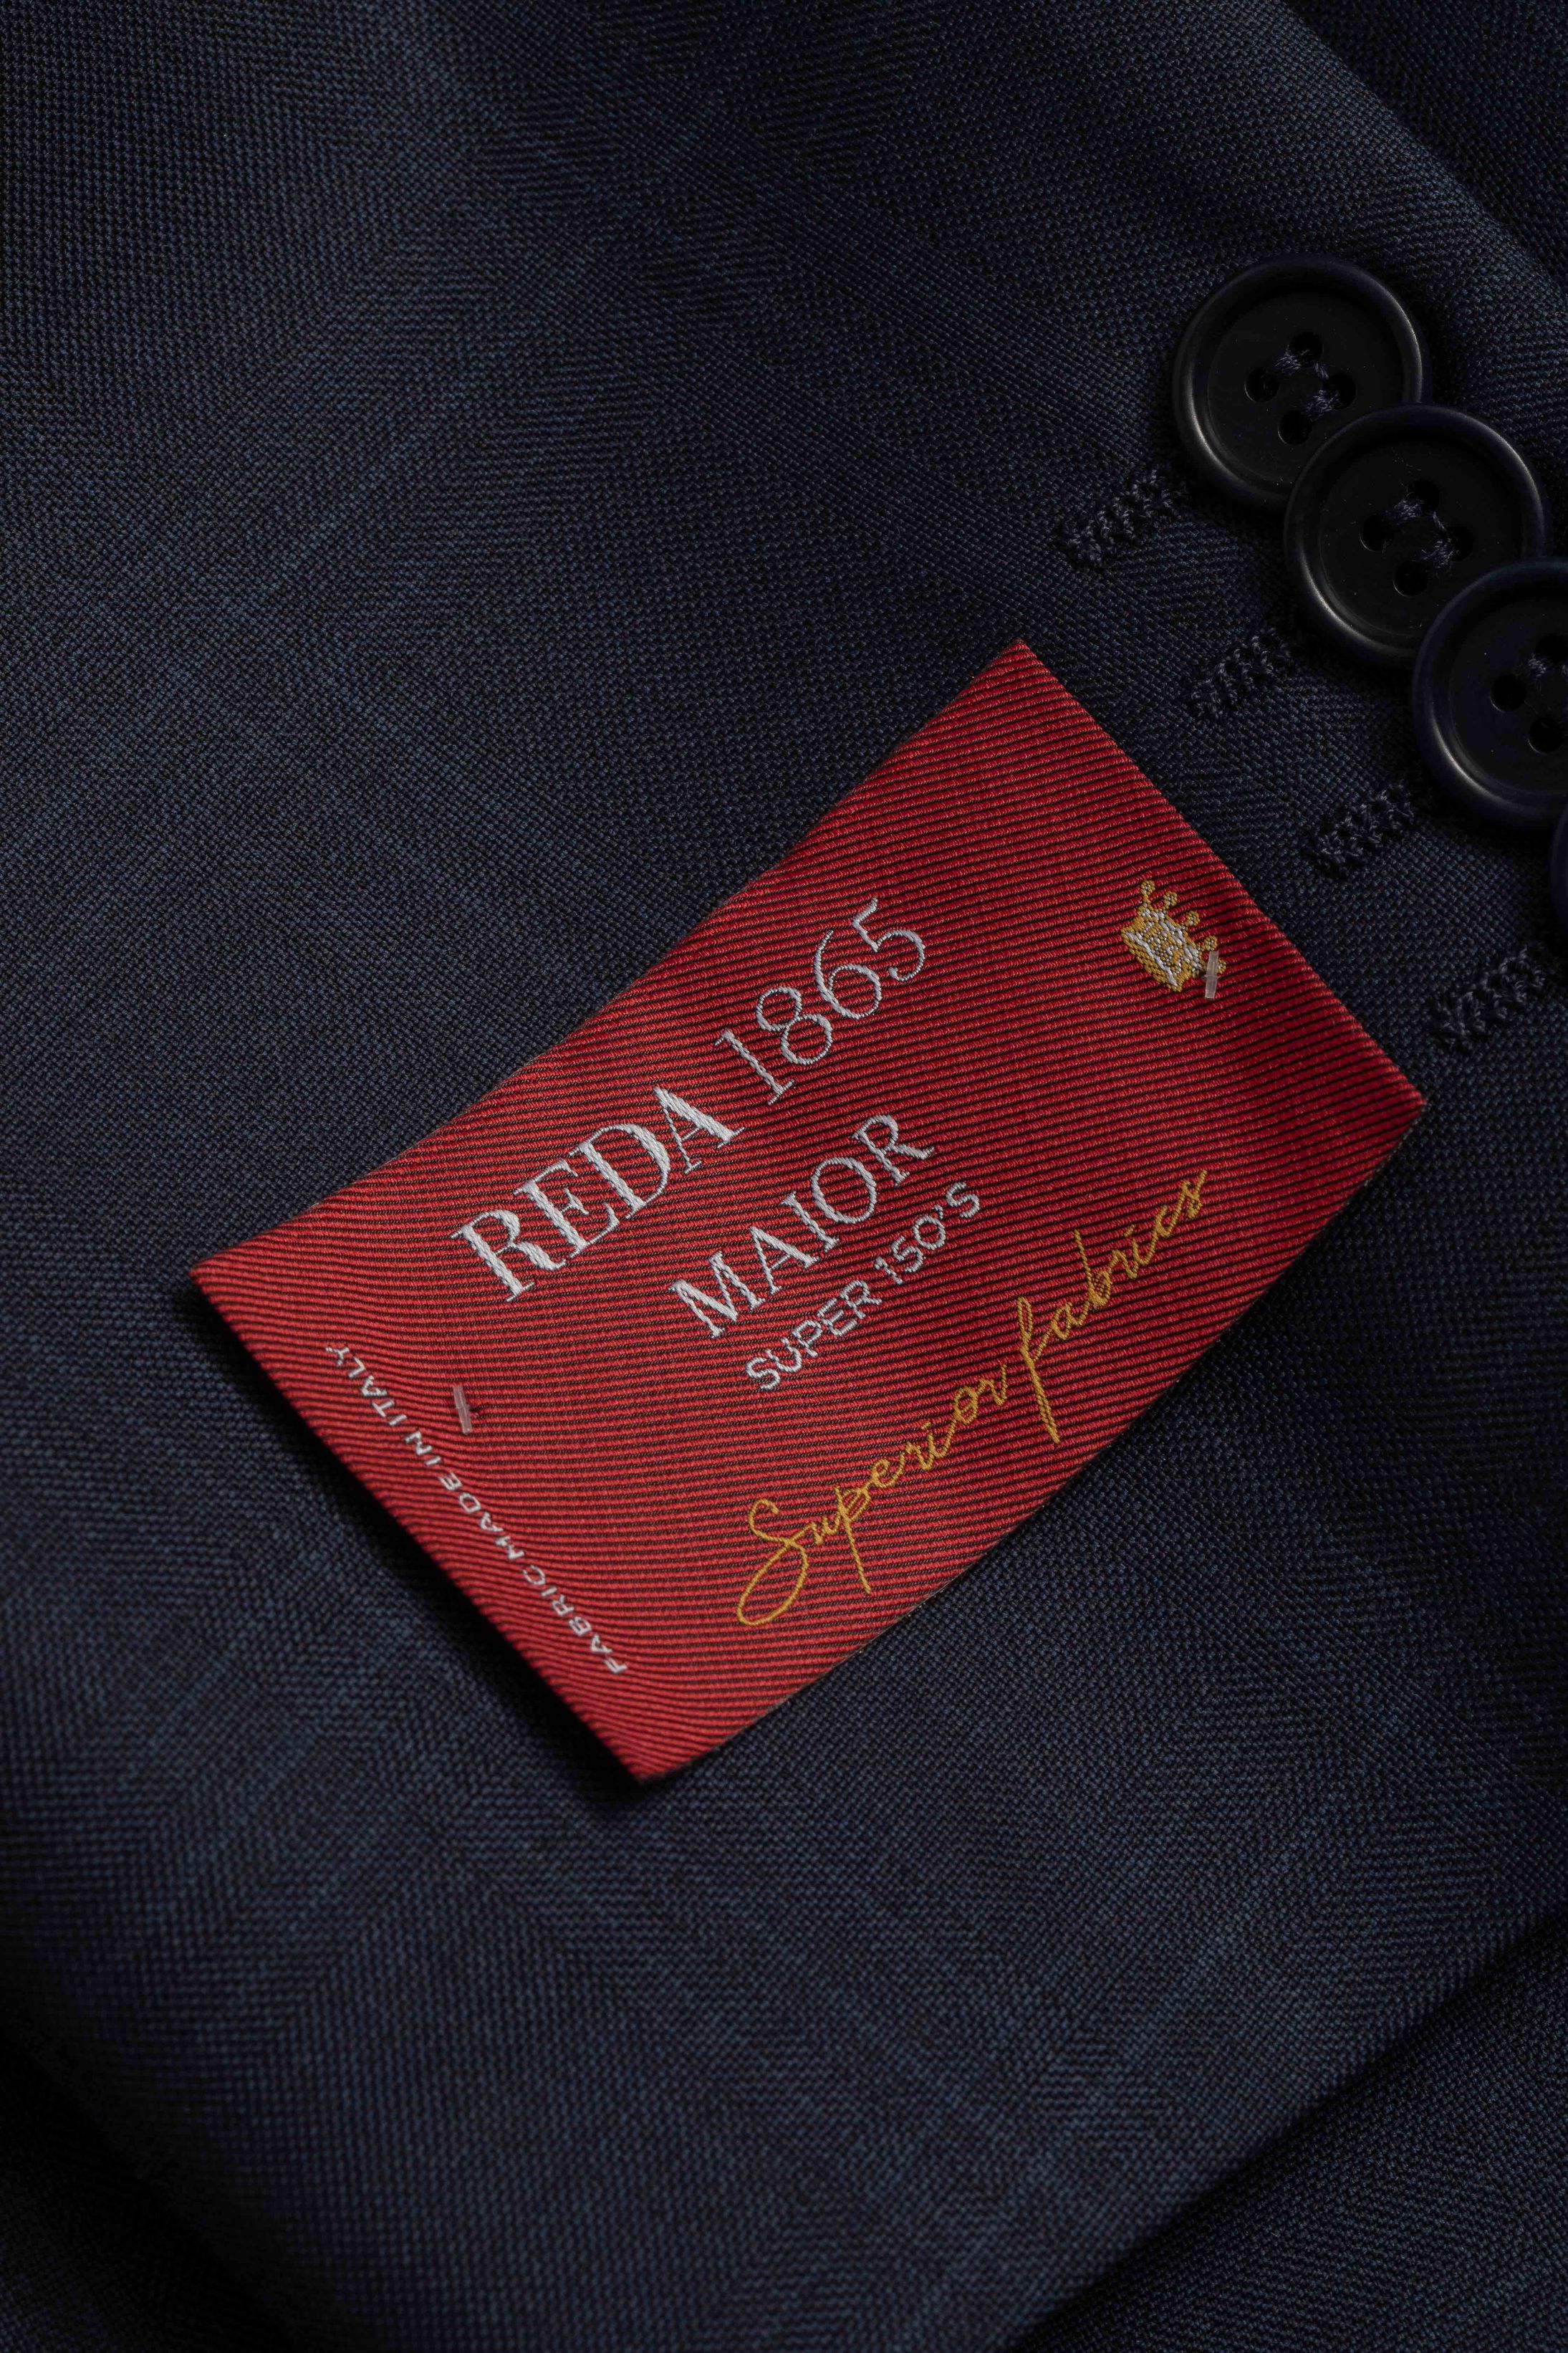 REDA 1865
MAIOR
SUPER 150'S
Superior fabrics
FABRIC MADE IN ITALY